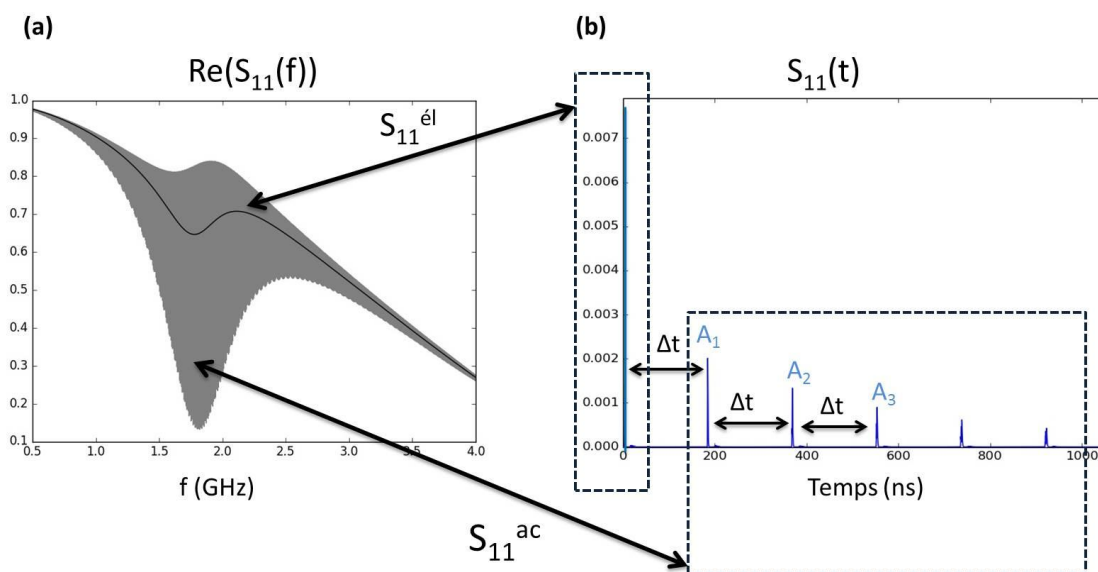 (a)
Re(S₁₁(f))
1.0
0.9
0.8
0.7
0.6
0.5
0.4
0.3
0.2
0.1
0.5 1.0 1.5 2.0 2.5 3.0 3.5 4.0
f (GHz)
S₁₁ᵉˡ
S₁₁ᵃᶜ
(b)
S₁₁(t)
0.007
0.006
0.005
0.004
0.003
0.002
0.001
0.000
A₁
A₂
A₃
Δt
Δt
Δt
0 200 400 600 800 1000
Temps (ns)